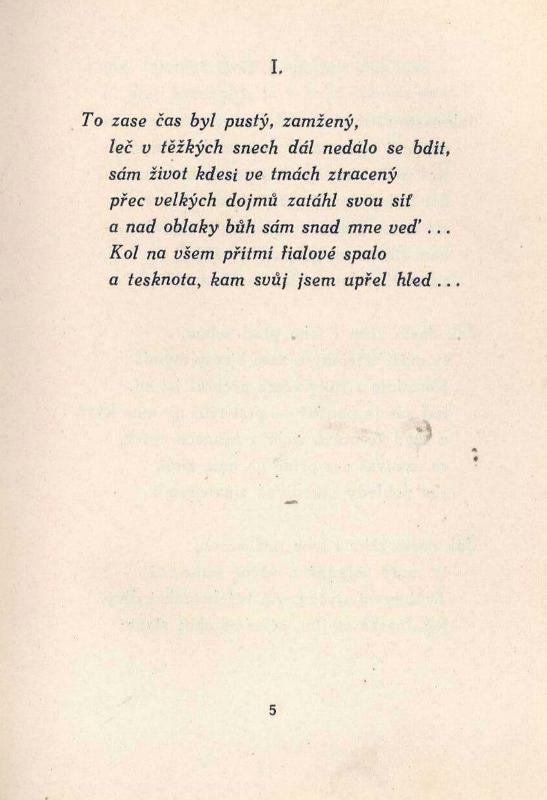 I.
To zase čas byl pustý, zamžený,
leč v těžkých snech dál nedalo se bdít,
sám život kdesi ve tmách ztracený
přec velkých dojmů zatáhl svou síť
a nad oblaky bůh sám snad mne veď ...
Kol na všem přítmí fialové spalo
a tesknota, kam svůj jsem upřel hled ...
5